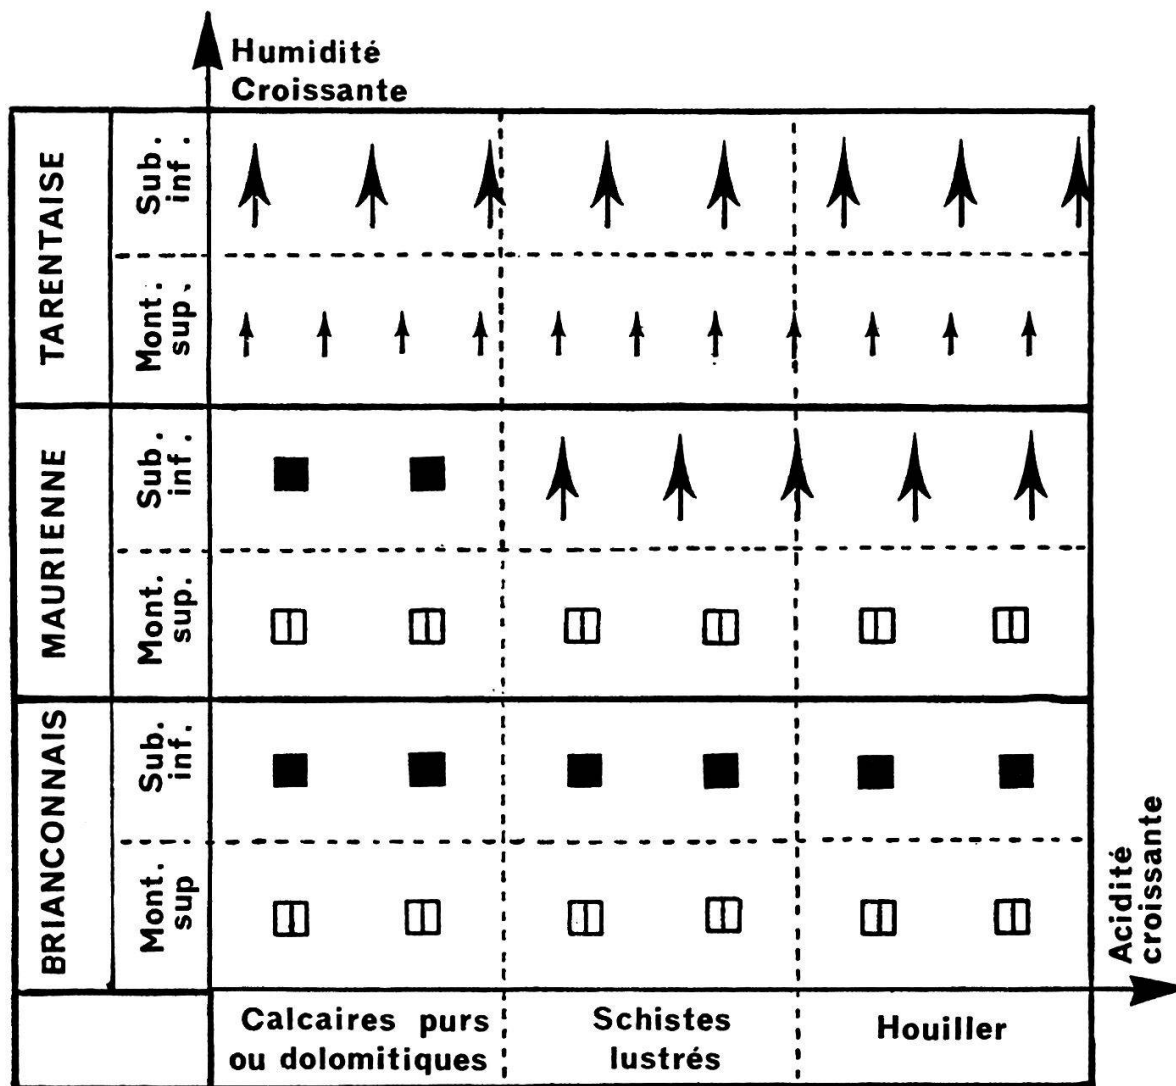 Humidité
Croissante
TARENTAISE
Sub.
inf.
Mont.
sup.
MAURIENNE
Sub.
inf.
Mont.
sup.
BRIANCONNAIS
Sub.
inf.
Mont.
sup
Acidité
croissante
Calcaires purs
ou dolomitiques
Schistes
lustrés
Houiller